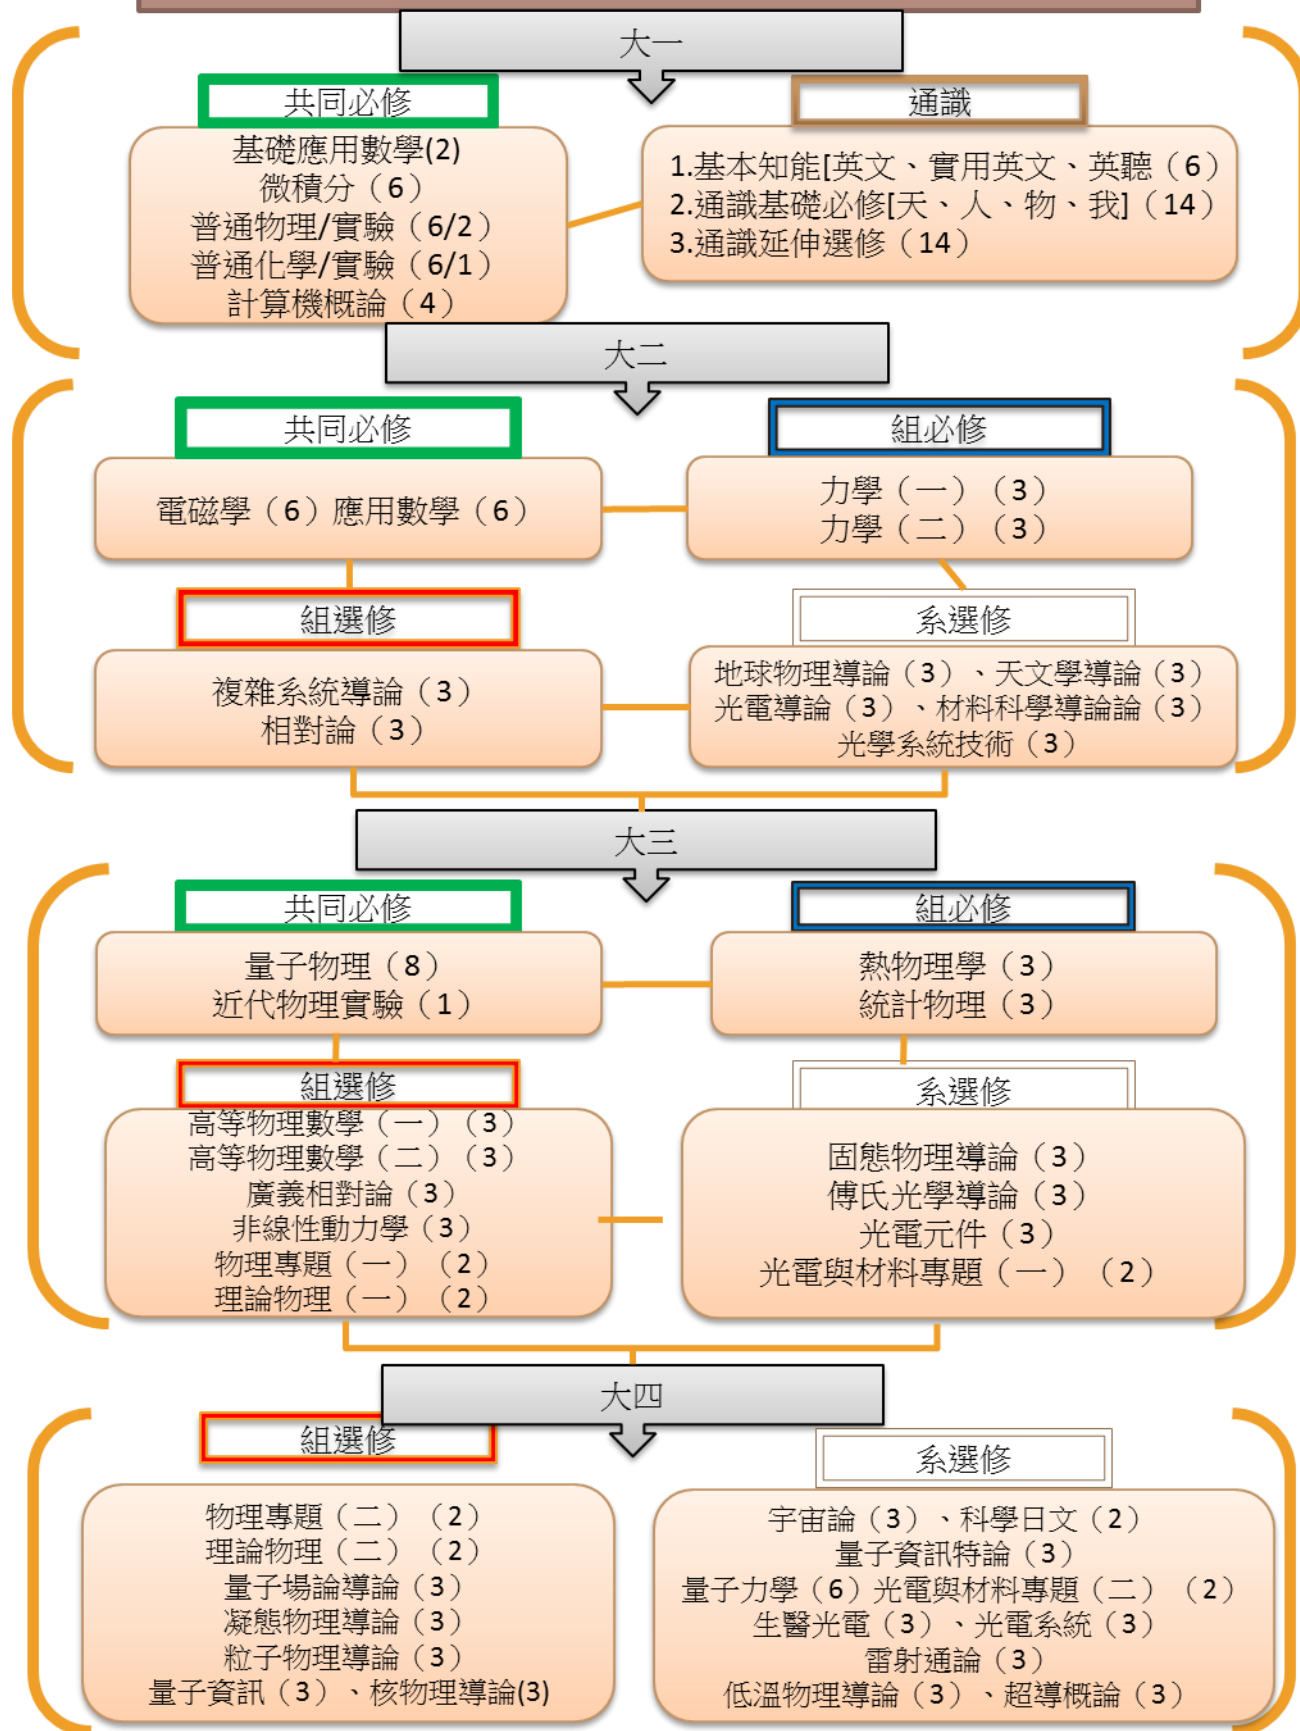 大一
共同必修
基礎應用數學(2)
微積分（6）
普通物理/實驗（6/2）
普通化學/實驗（6/1）
計算機概論（4）
通識
1.基本知能[英文、實用英文、英聽（6）
2.通識基礎必修[天、人、物、我]（14）
3.通識延伸選修（14）
大二
共同必修
電磁學（6）應用數學（6）
組必修
力學（一）（3）
力學（二）（3）
組選修
複雜系統導論（3）
相對論（3）
系選修
地球物理導論（3）、天文學導論（3）
光電導論（3）、材料科學導論論（3）
光學系統技術（3）
大三
共同必修
量子物理（8）
近代物理實驗（1）
組必修
熱物理學（3）
統計物理（3）
組選修
高等物理數學（一）（3）
高等物理數學（二）（3）
廣義相對論（3）
非線性動力學（3）
物理專題（一）（2）
理論物理（一）（2）
系選修
固態物理導論（3）
傅氏光學導論（3）
光電元件（3）
光電與材料專題（一）（2）
大四
組選修
物理專題（二）（2）
理論物理（二）（2）
量子場論導論（3）
凝態物理導論（3）
粒子物理導論（3）
量子資訊（3）、核物理導論(3)
系選修
宇宙論（3）、科學日文（2）
量子資訊特論（3）
量子力學（6）光電與材料專題（二）（2）
生醫光電（3）、光電系統（3）
雷射通論（3）
低溫物理導論（3）、超導概論（3）